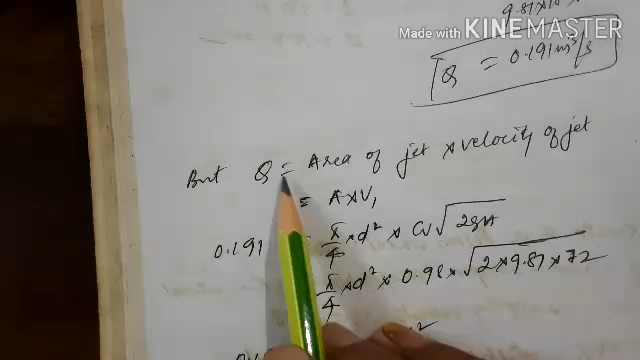 Made with KINEMASTER
Q = 0.191 m³/s
But Q = Area of jet × velocity of jet
= A × V₁
0.191 = π/4 × d² × Cv √2gH
= π/4 × d² × 0.98 × √2 × 9.81 × 72